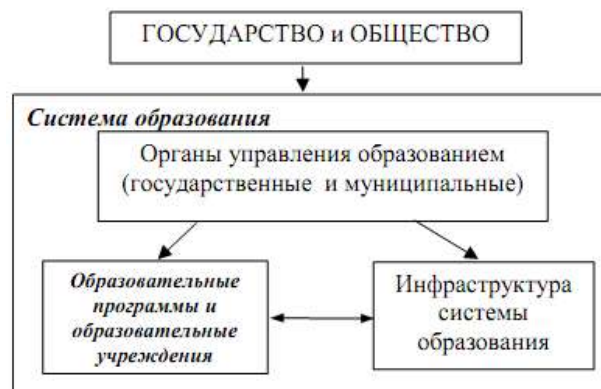 ГОСУДАРСТВО и ОБЩЕСТВО
Система образования
Органы управления образованием
(государственные и муниципальные)
Образовательные
программы и
образовательные
учреждения
Инфраструктура
системы
образования